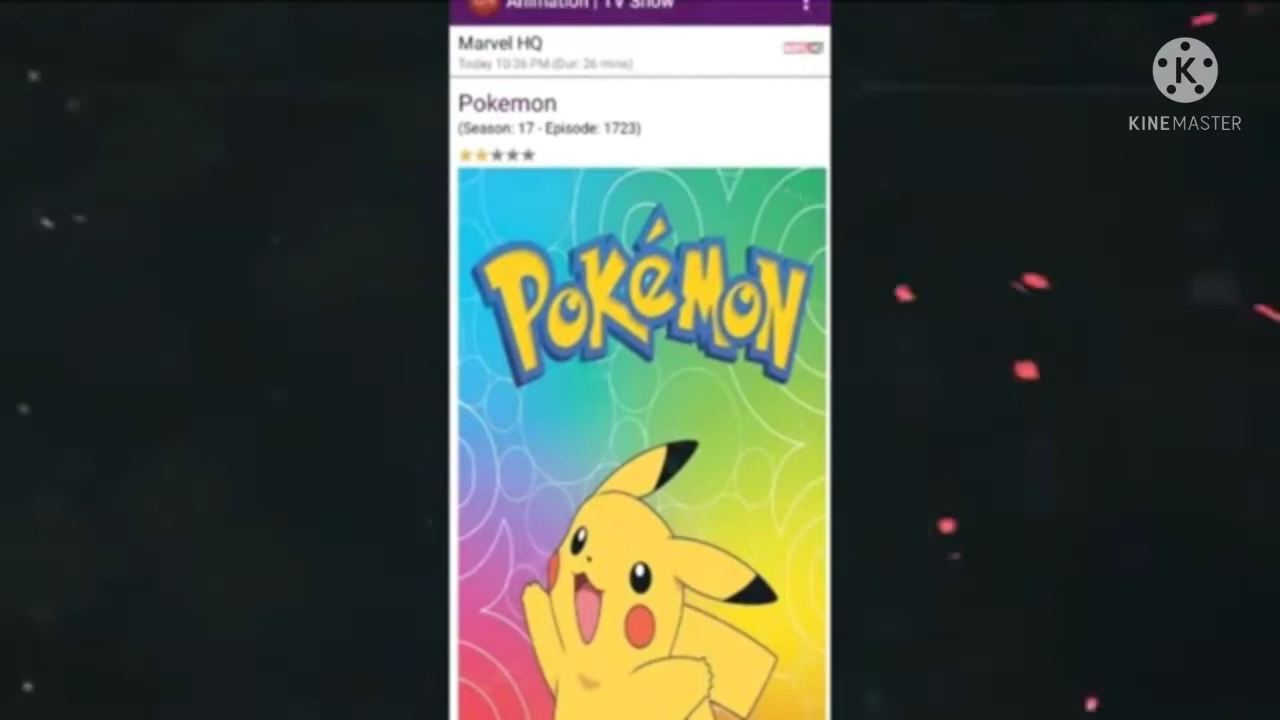 Animation | TV Show
Marvel HQ
Today 10:36 PM (Dur: 26 mins)
Pokemon
(Season: 17 - Episode: 1723)
POKÉMON
K
KINEMASTER